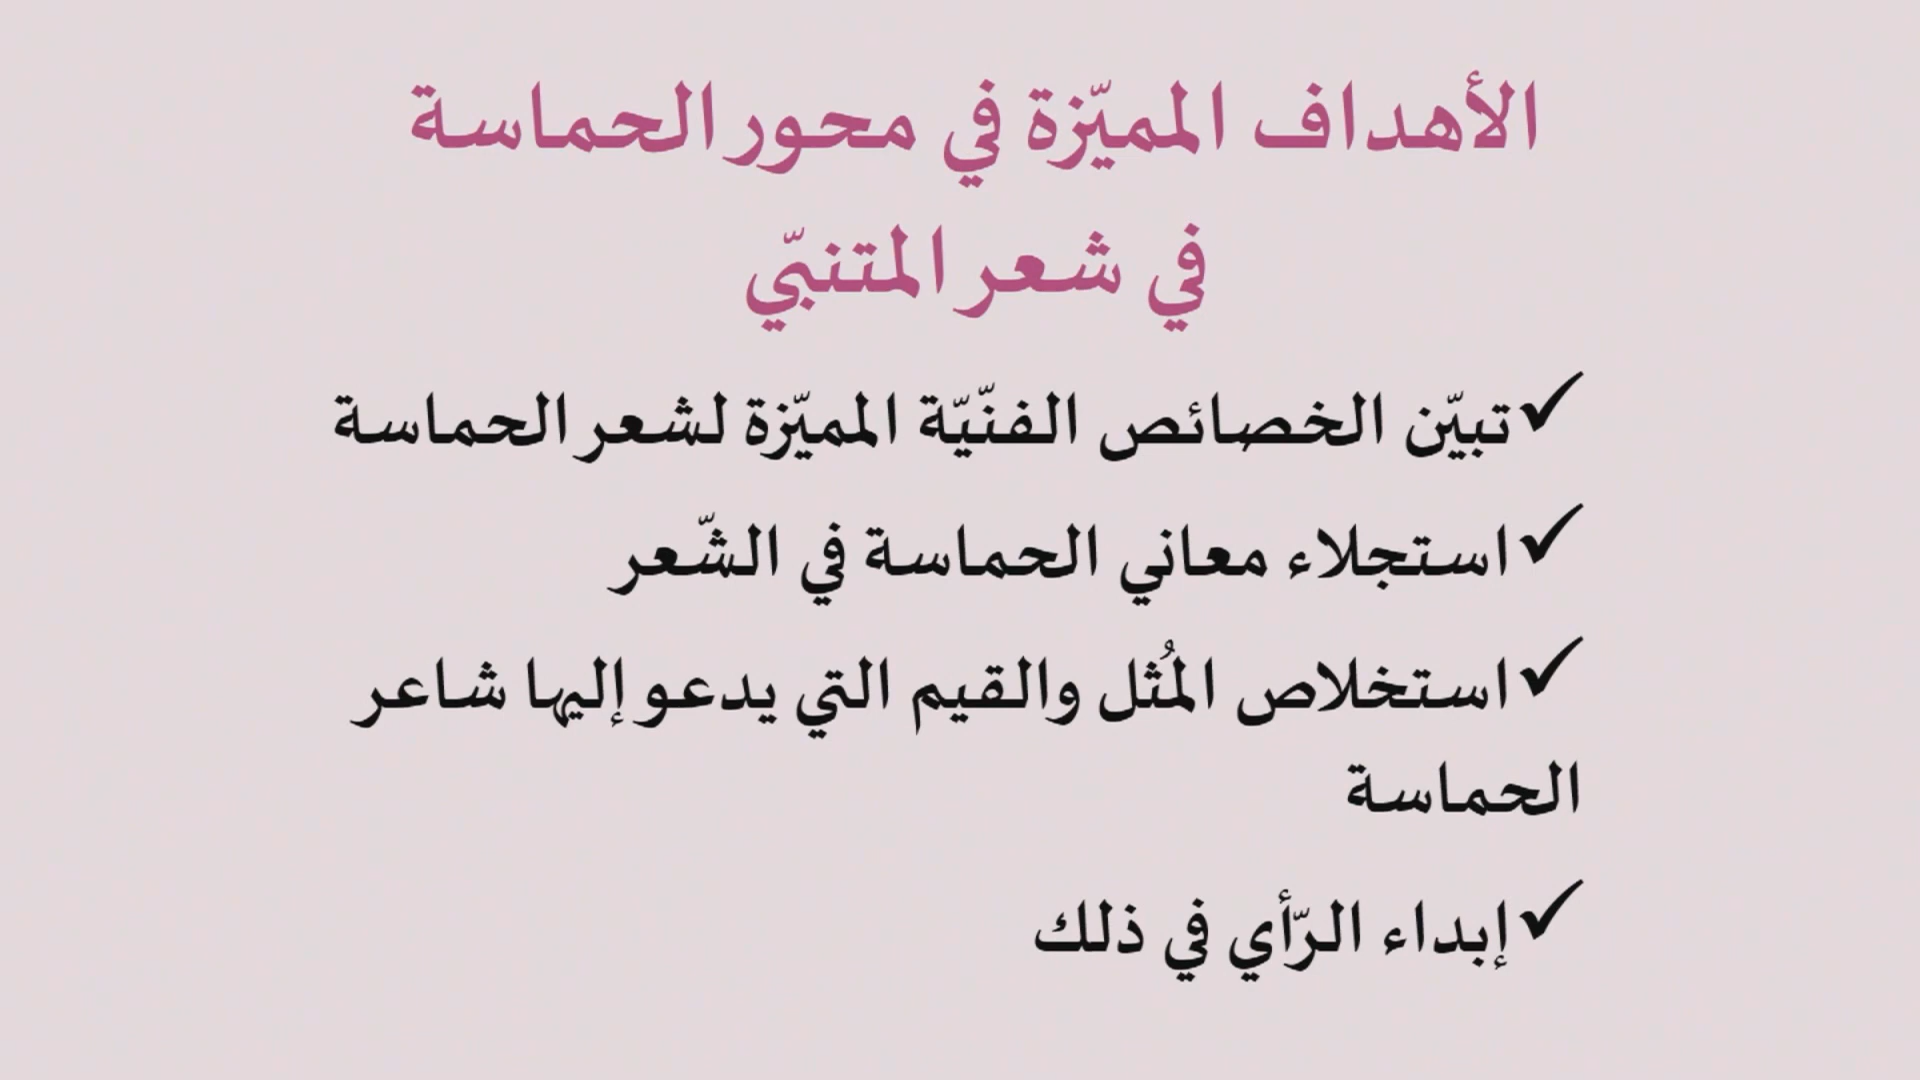 الأهداف المميّزة في محور الحماسة
في شعر المتنبّي
✓تبيّن الخصائص الفنّيّة المميّزة لشعر الحماسة
✓استجلاء معاني الحماسة في الشّعر
✓استخلاص المُثل والقيم التي يدعو إليها شاعر
الحماسة
✓إبداء الرّأي في ذلك